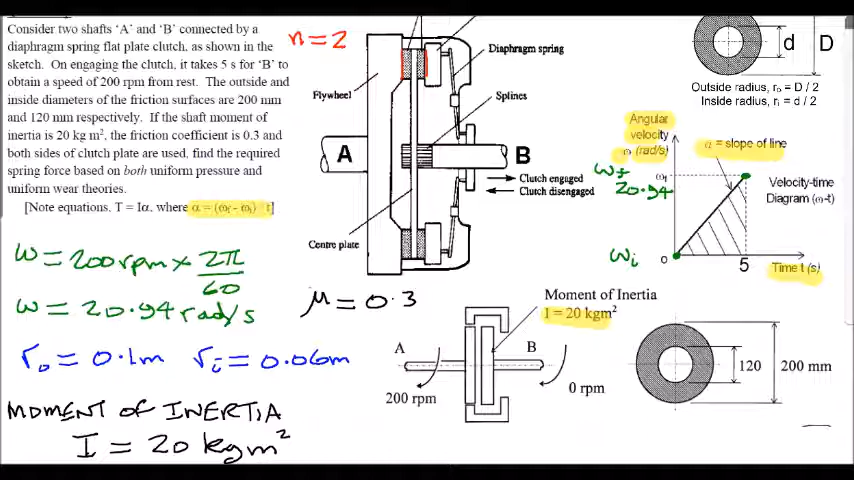 Consider two shafts 'A' and 'B' connected by a
diaphragm spring flat plate clutch, as shown in the
sketch. On engaging the clutch, it takes 5 s for 'B' to
obtain a speed of 200 rpm from rest. The outside and
inside diameters of the friction surfaces are 200 mm
and 120 mm respectively. If the shaft moment of
inertia is 20 kg m², the friction coefficient is 0.3 and
both sides of clutch plate are used, find the required
spring force based on both uniform pressure and
uniform wear theories.
[Note equations, T = Iα, where α = (ωf - ωi) t]
ω = 200rpm × 2π/60
ω = 20.94 rad/s
ro = 0.1m ri = 0.06m
MOMENT OF INERTIA
I = 20 kgm²
n = 2
Flywheel
Diaphragm spring
Splines
A
B
Clutch engaged
Clutch disengaged
Centre plate
μ = 0.3
Moment of Inertia
I = 20 kgm²
A
B
200 rpm
0 rpm
d
D
Outside radius, ro = D / 2
Inside radius, ri = d / 2
Angular
velocity
ω (rad/s)
α = slope of line
ωf
20.94
ωf
Velocity-time
Diagram (ω-t)
ωi
0
5
Time t (s)
120
200 mm